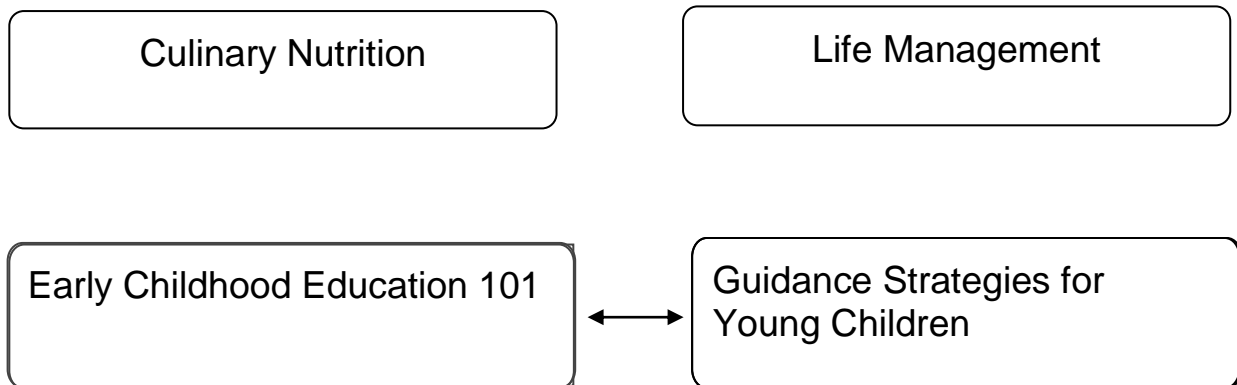 Culinary Nutrition
Life Management
Early Childhood Education 101
Guidance Strategies for
Young Children